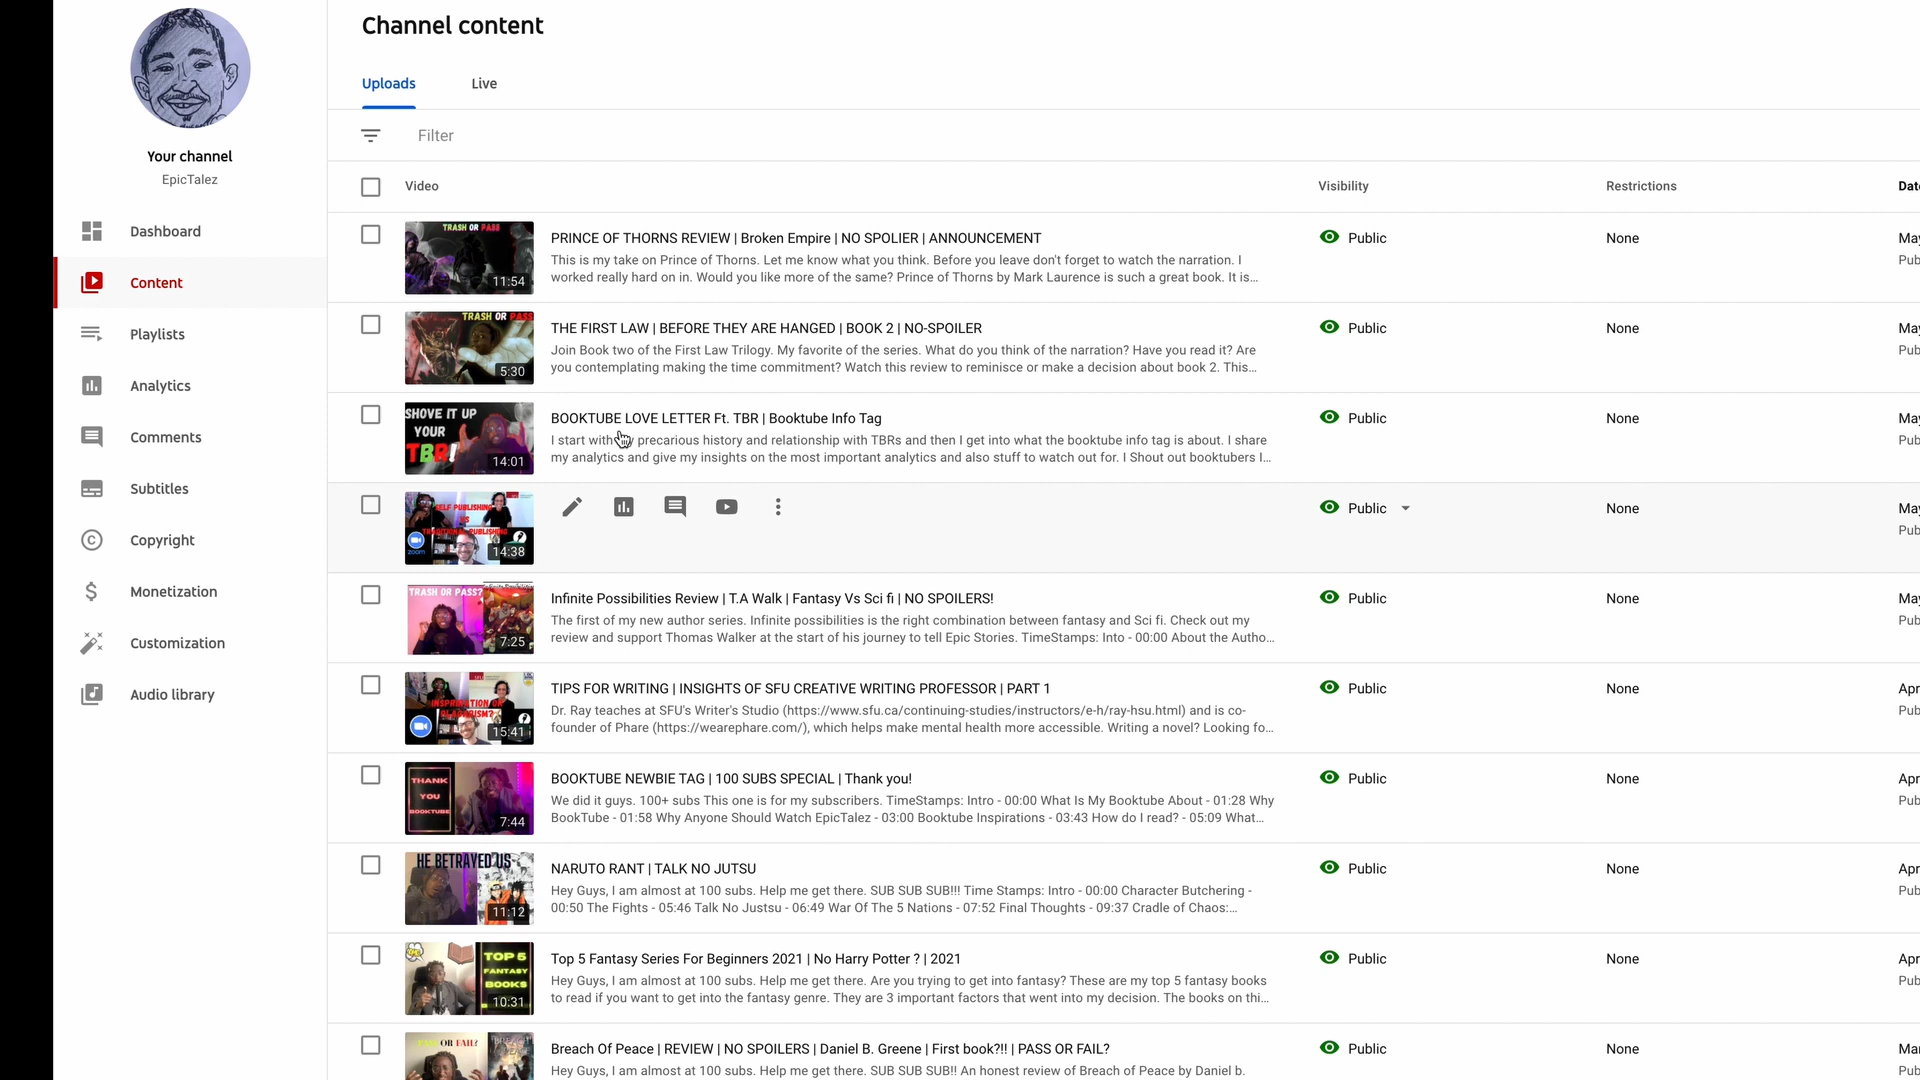 Channel content
Uploads
Live
Filter
Your channel
EpicTalez
Dashboard
Content
Playlists
Analytics
Comments
Subtitles
Copyright
Monetization
Customization
Audio library
Video
Visibility
Restrictions
TRASH OR PASS
11:54
PRINCE OF THORNS REVIEW | Broken Empire | NO SPOLIER | ANNOUNCEMENT
This is my take on Prince of Thorns. Let me know what you think. Before you leave don't forget to watch the narration. I
worked really hard on in. Would you like more of the same? Prince of Thorns by Mark Laurence is such a great book. It is...
Public
None
TRASH OR PASS
5:30
THE FIRST LAW | BEFORE THEY ARE HANGED | BOOK 2 | NO-SPOILER
Join Book two of the First Law Trilogy. My favorite of the series. What do you think of the narration? Have you read it? Are
you contemplating making the time commitment? Watch this review to reminisce or make a decision about book 2. This...
Public
None
SHOVE IT UP
YOUR
TBR!
14:01
BOOKTUBE LOVE LETTER Ft. TBR | Booktube Info Tag
I start with precarious history and relationship with TBRs and then I get into what the booktube info tag is about. I share
my analytics and give my insights on the most important analytics and also stuff to watch out for. I Shout out booktubers I...
Public
None
SELF PUBLISHING
VS
TRADITIONAL PUBLISHING
zoom
14:38
Public
None
TRASH OR PASS?
7:25
Infinite Possibilities Review | T.A Walk | Fantasy Vs Sci fi | NO SPOILERS!
The first of my new author series. Infinite possibilities is the right combination between fantasy and Sci fi. Check out my
review and support Thomas Walker at the start of his journey to tell Epic Stories. TimeStamps: Into - 00:00 About the Autho...
Public
None
INSPIRATION OR
PLAGIARISM?
15:41
TIPS FOR WRITING | INSIGHTS OF SFU CREATIVE WRITING PROFESSOR | PART 1
Dr. Ray teaches at SFU's Writer's Studio (https://www.sfu.ca/continuing-studies/instructors/e-h/ray-hsu.html) and is co-
founder of Phare (https://wearephare.com/), which helps make mental health more accessible. Writing a novel? Looking fo...
Public
None
THANK
YOU
BOOKTUBE
7:44
BOOKTUBE NEWBIE TAG | 100 SUBS SPECIAL | Thank you!
We did it guys. 100+ subs This one is for my subscribers. TimeStamps: Intro - 00:00 What Is My Booktube About - 01:28 Why
BookTube - 01:58 Why Anyone Should Watch EpicTalez - 03:00 Booktube Inspirations - 03:43 How do I read? - 05:09 What...
Public
None
HE BETRAYED US
11:12
NARUTO RANT | TALK NO JUTSU
Hey Guys, I am almost at 100 subs. Help me get there. SUB SUB SUB!!! Time Stamps: Intro - 00:00 Character Butchering -
00:50 The Fights - 05:46 Talk No Justsu - 06:49 War Of The 5 Nations - 07:52 Final Thoughts - 09:37 Cradle of Chaos:...
Public
None
TOP 5
FANTASY
BOOKS
10:31
Top 5 Fantasy Series For Beginners 2021 | No Harry Potter ? | 2021
Hey Guys, I am almost at 100 subs. Help me get there. Are you trying to get into fantasy? These are my top 5 fantasy books
to read if you want to get into the fantasy genre. They are 3 important factors that went into my decision. The books on thi...
Public
None
OR FAIL?
Breach Of Peace | REVIEW | NO SPOILERS | Daniel B. Greene | First book?!! | PASS OR FAIL?
Hey Guys, I am almost at 100 subs. Help me get there. SUB SUB SUB!! An honest review of Breach of Peace by Daniel b.
Public
None